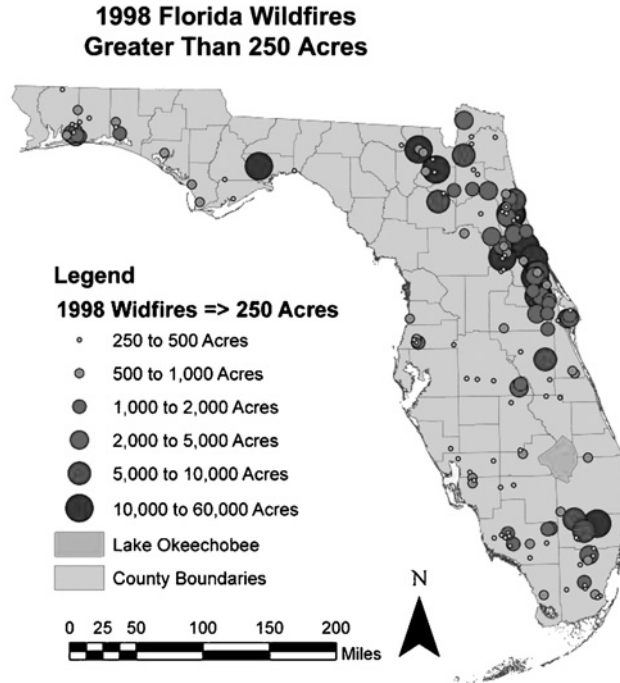 1998 Florida Wildfires
Greater Than 250 Acres
Legend
1998 Widfires => 250 Acres
250 to 500 Acres
500 to 1,000 Acres
1,000 to 2,000 Acres
2,000 to 5,000 Acres
5,000 to 10,000 Acres
10,000 to 60,000 Acres
Lake Okeechobee
County Boundaries
N
0 25 50 100 150 200
Miles